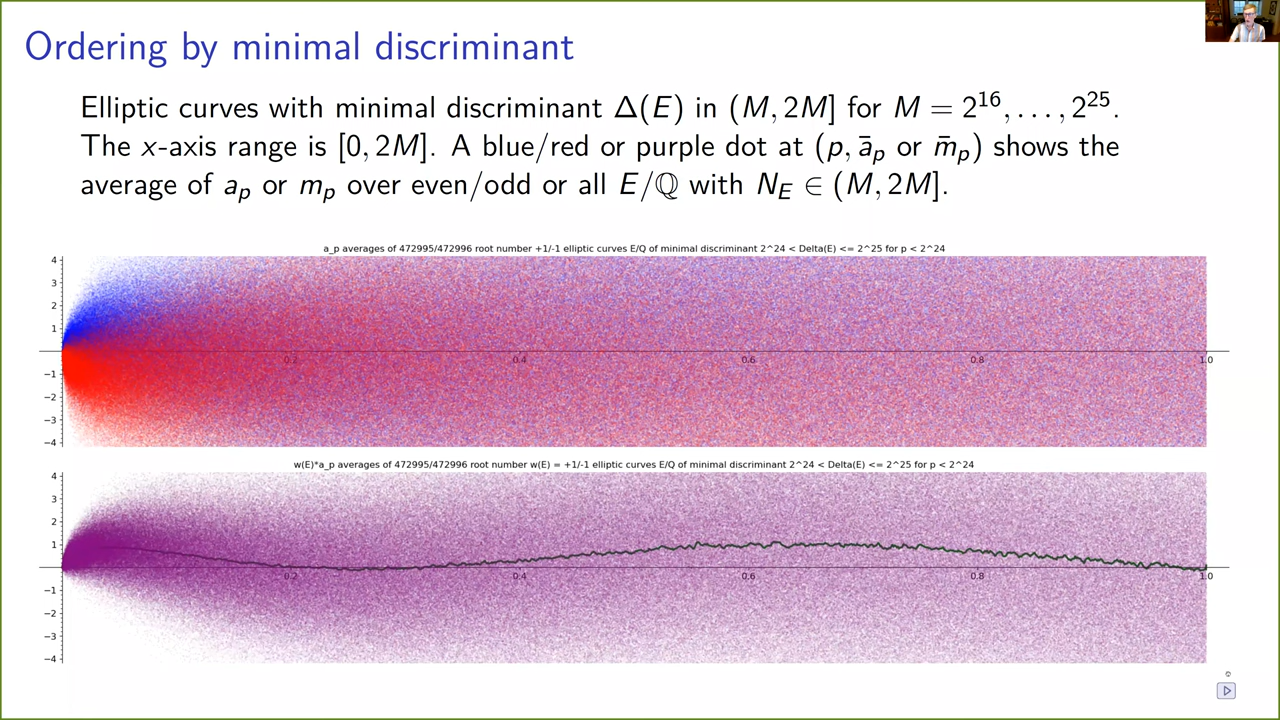 Ordering by minimal discriminant
Elliptic curves with minimal discriminant Δ(E) in (M, 2M] for M = 2^16, . . . , 2^25.
The x-axis range is [0, 2M]. A blue/red or purple dot at (p, āₚ or m̄ₚ) shows the
average of aₚ or mₚ over even/odd or all E/ℚ with N_E ∈ (M, 2M].
a_p averages of 472995/472996 root number +1/-1 elliptic curves E/Q of minimal discriminant 2^24 < Delta(E) <= 2^25 for p < 2^24
4
3
2
1
−1
−2
−3
−4
0.2 0.4 0.6 0.8 1.0
w(E)*a_p averages of 472995/472996 root number w(E) = +1/-1 elliptic curves E/Q of minimal discriminant 2^24 < Delta(E) <= 2^25 for p < 2^24
4
3
2
1
−1
−2
−3
−4
0.2 0.4 0.6 0.8 1.0